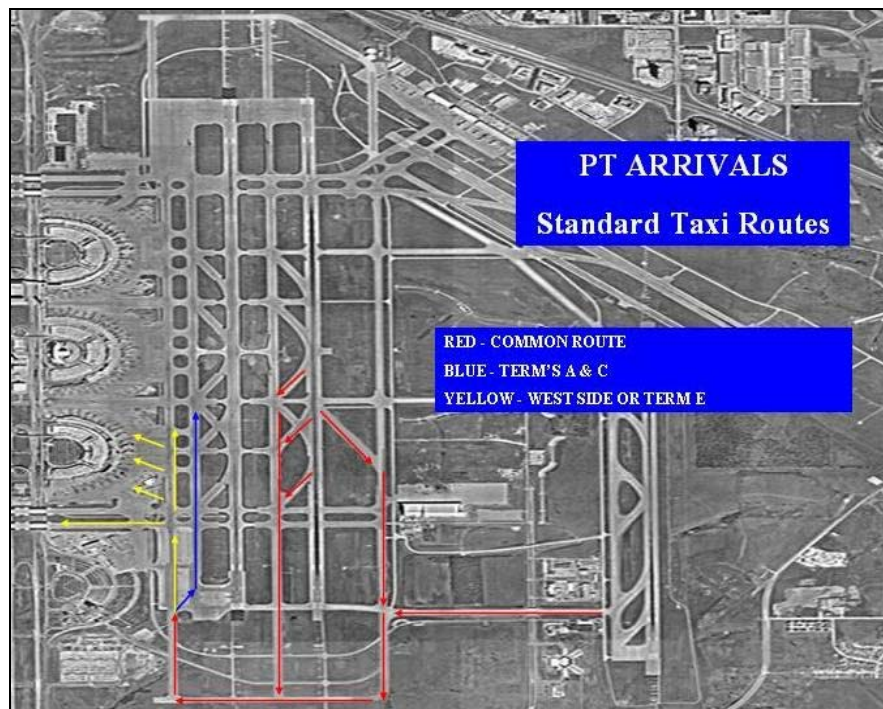 PT ARRIVALS
Standard Taxi Routes
RED - COMMON ROUTE
BLUE - TERM'S A & C
YELLOW - WEST SIDE OR TERM E